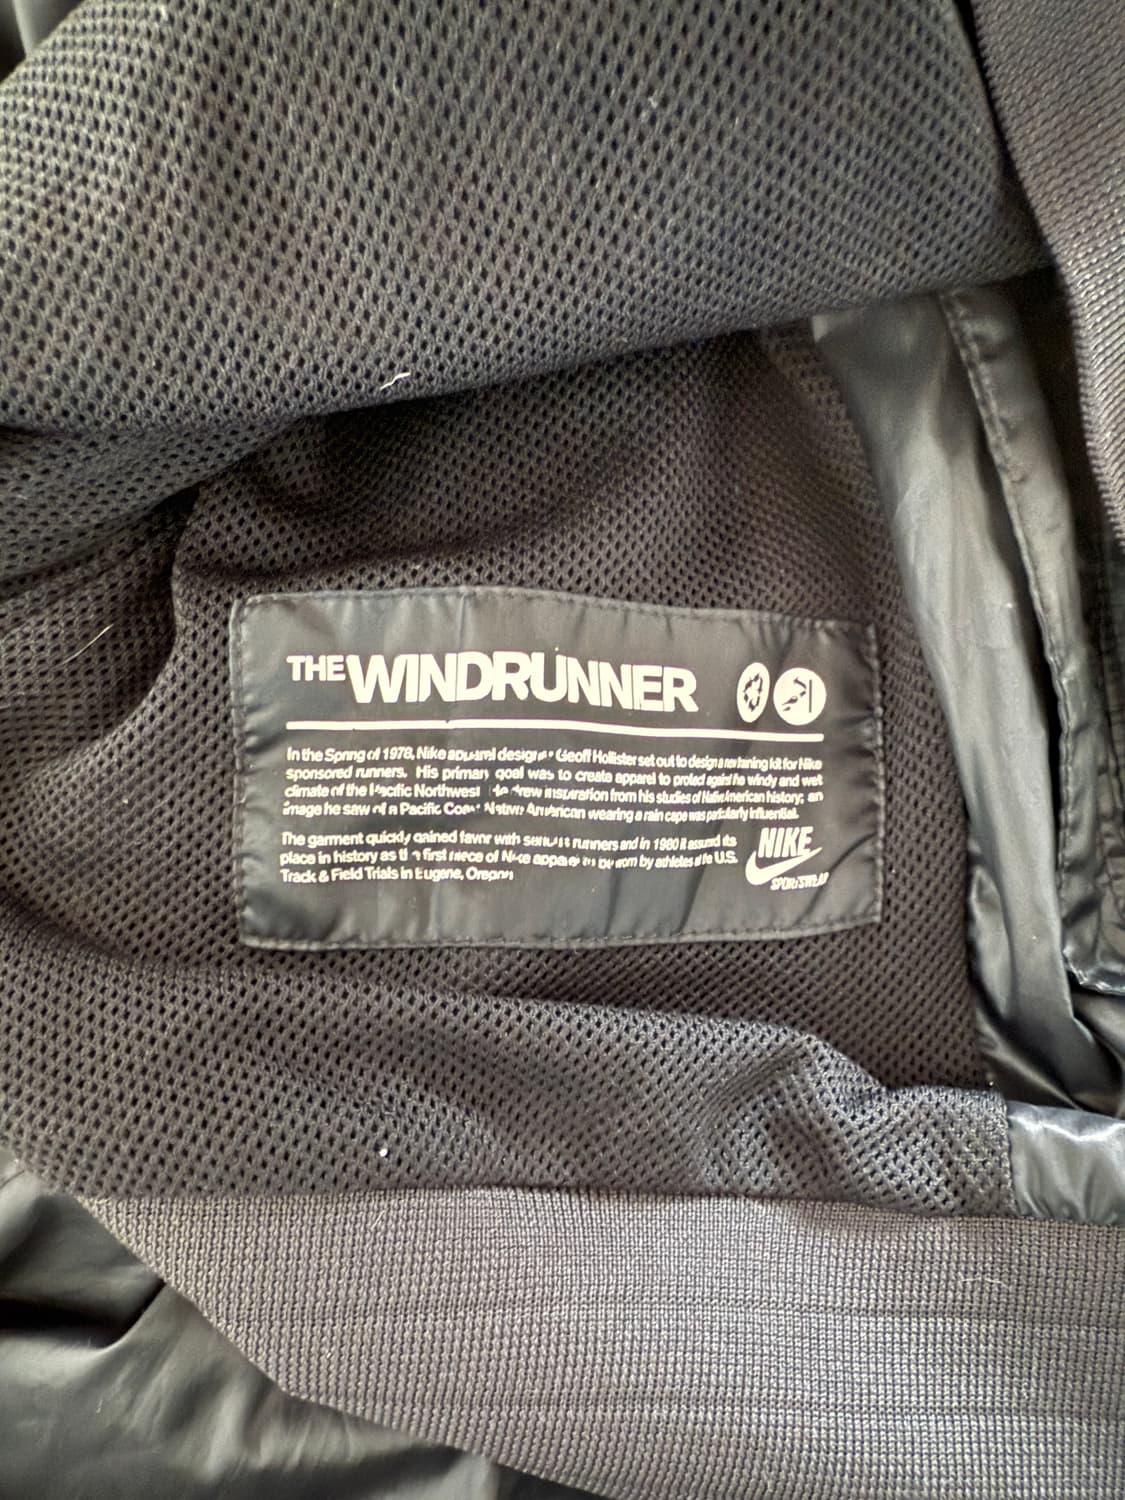 THE WINDRUNNER
In the Spring of 1978, Nike apparel designer Geoff Hollister set out to design a new training kit for Nike
sponsored runners. His primary goal was to create apparel to protect against the windy and wet
climate of the Pacific Northwest drew inspiration from his studies of Native American history; an
image he saw of a Pacific Coast Native American wearing a rain cape was particularly influential.
The garment quickly gained favor with serious runners and in 1980 it assumed its
place in history as the first piece of Nike apparel to be worn by athletes at the U.S.
Track & Field Trials in Eugene, Oregon
NIKE
SPORTSWEAR